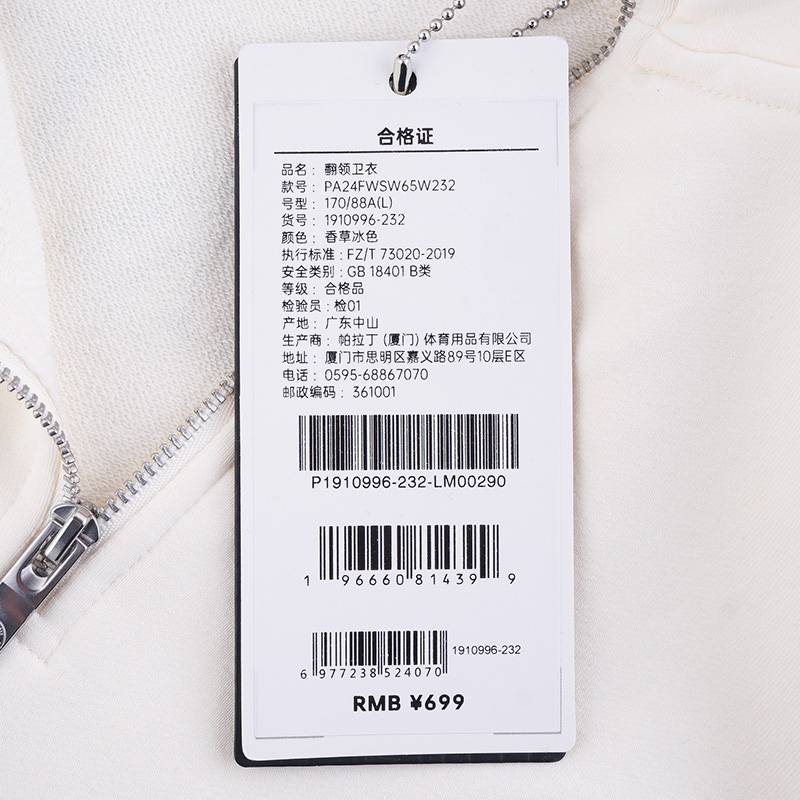 合格证
品名：翻领卫衣
款号：PA24FWSW65W232
号型：170/88A(L)
货号：1910996-232
颜色：香草冰色
执行标准：FZ/T 73020-2019
安全类别：GB 18401 B类
等级：合格品
检验员：检01
产地：广东中山
生产商：帕拉丁（厦门）体育用品有限公司
地址：厦门市思明区嘉义路89号10层E区
电话：0595-68867070
邮政编码：361001
P1910996-232-LM00290
1 96660 81439 9
1910996-232
6 977238 524070
RMB ¥699